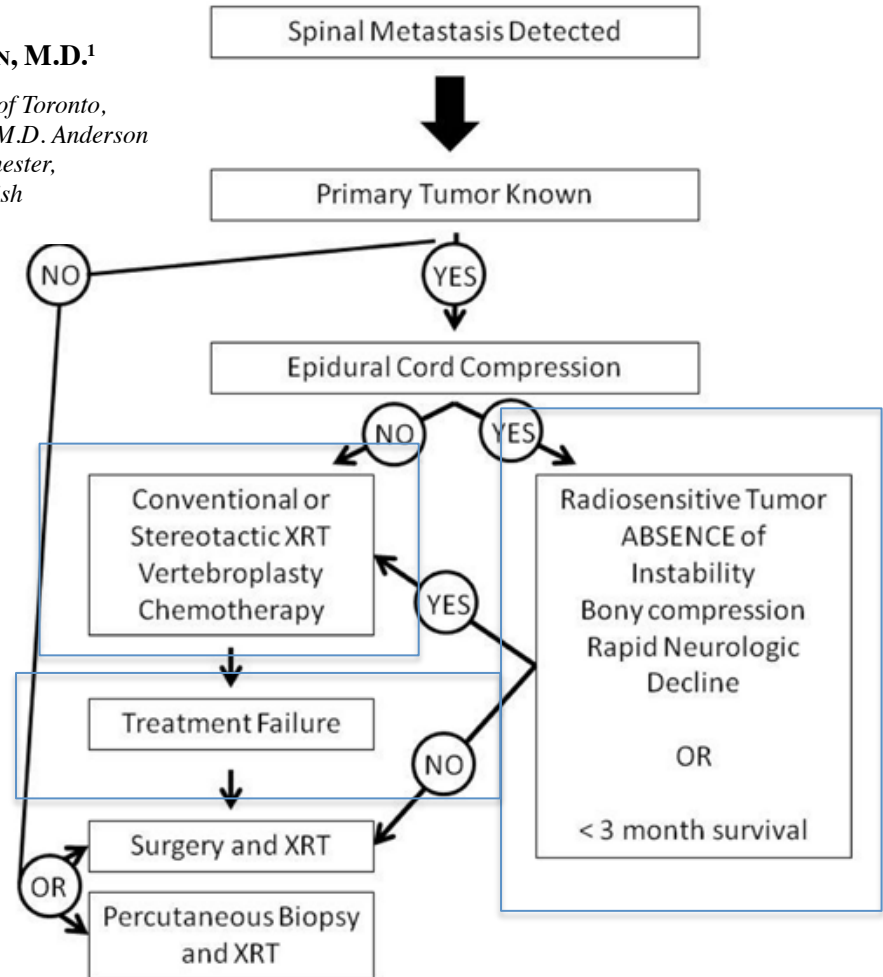 Spinal Metastasis Detected
N, M.D.¹
of Toronto,
M.D. Anderson
Primary Tumor Known
NO
YES
Epidural Cord Compression
NO
YES
Conventional or
Stereotactic XRT
Vertebroplasty
Chemotherapy
Radiosensitive Tumor
ABSENCE of
Instability
Bony compression
Rapid Neurologic
Decline
OR
< 3 month survival
YES
Treatment Failure
NO
Surgery and XRT
OR
Percutaneous Biopsy
and XRT